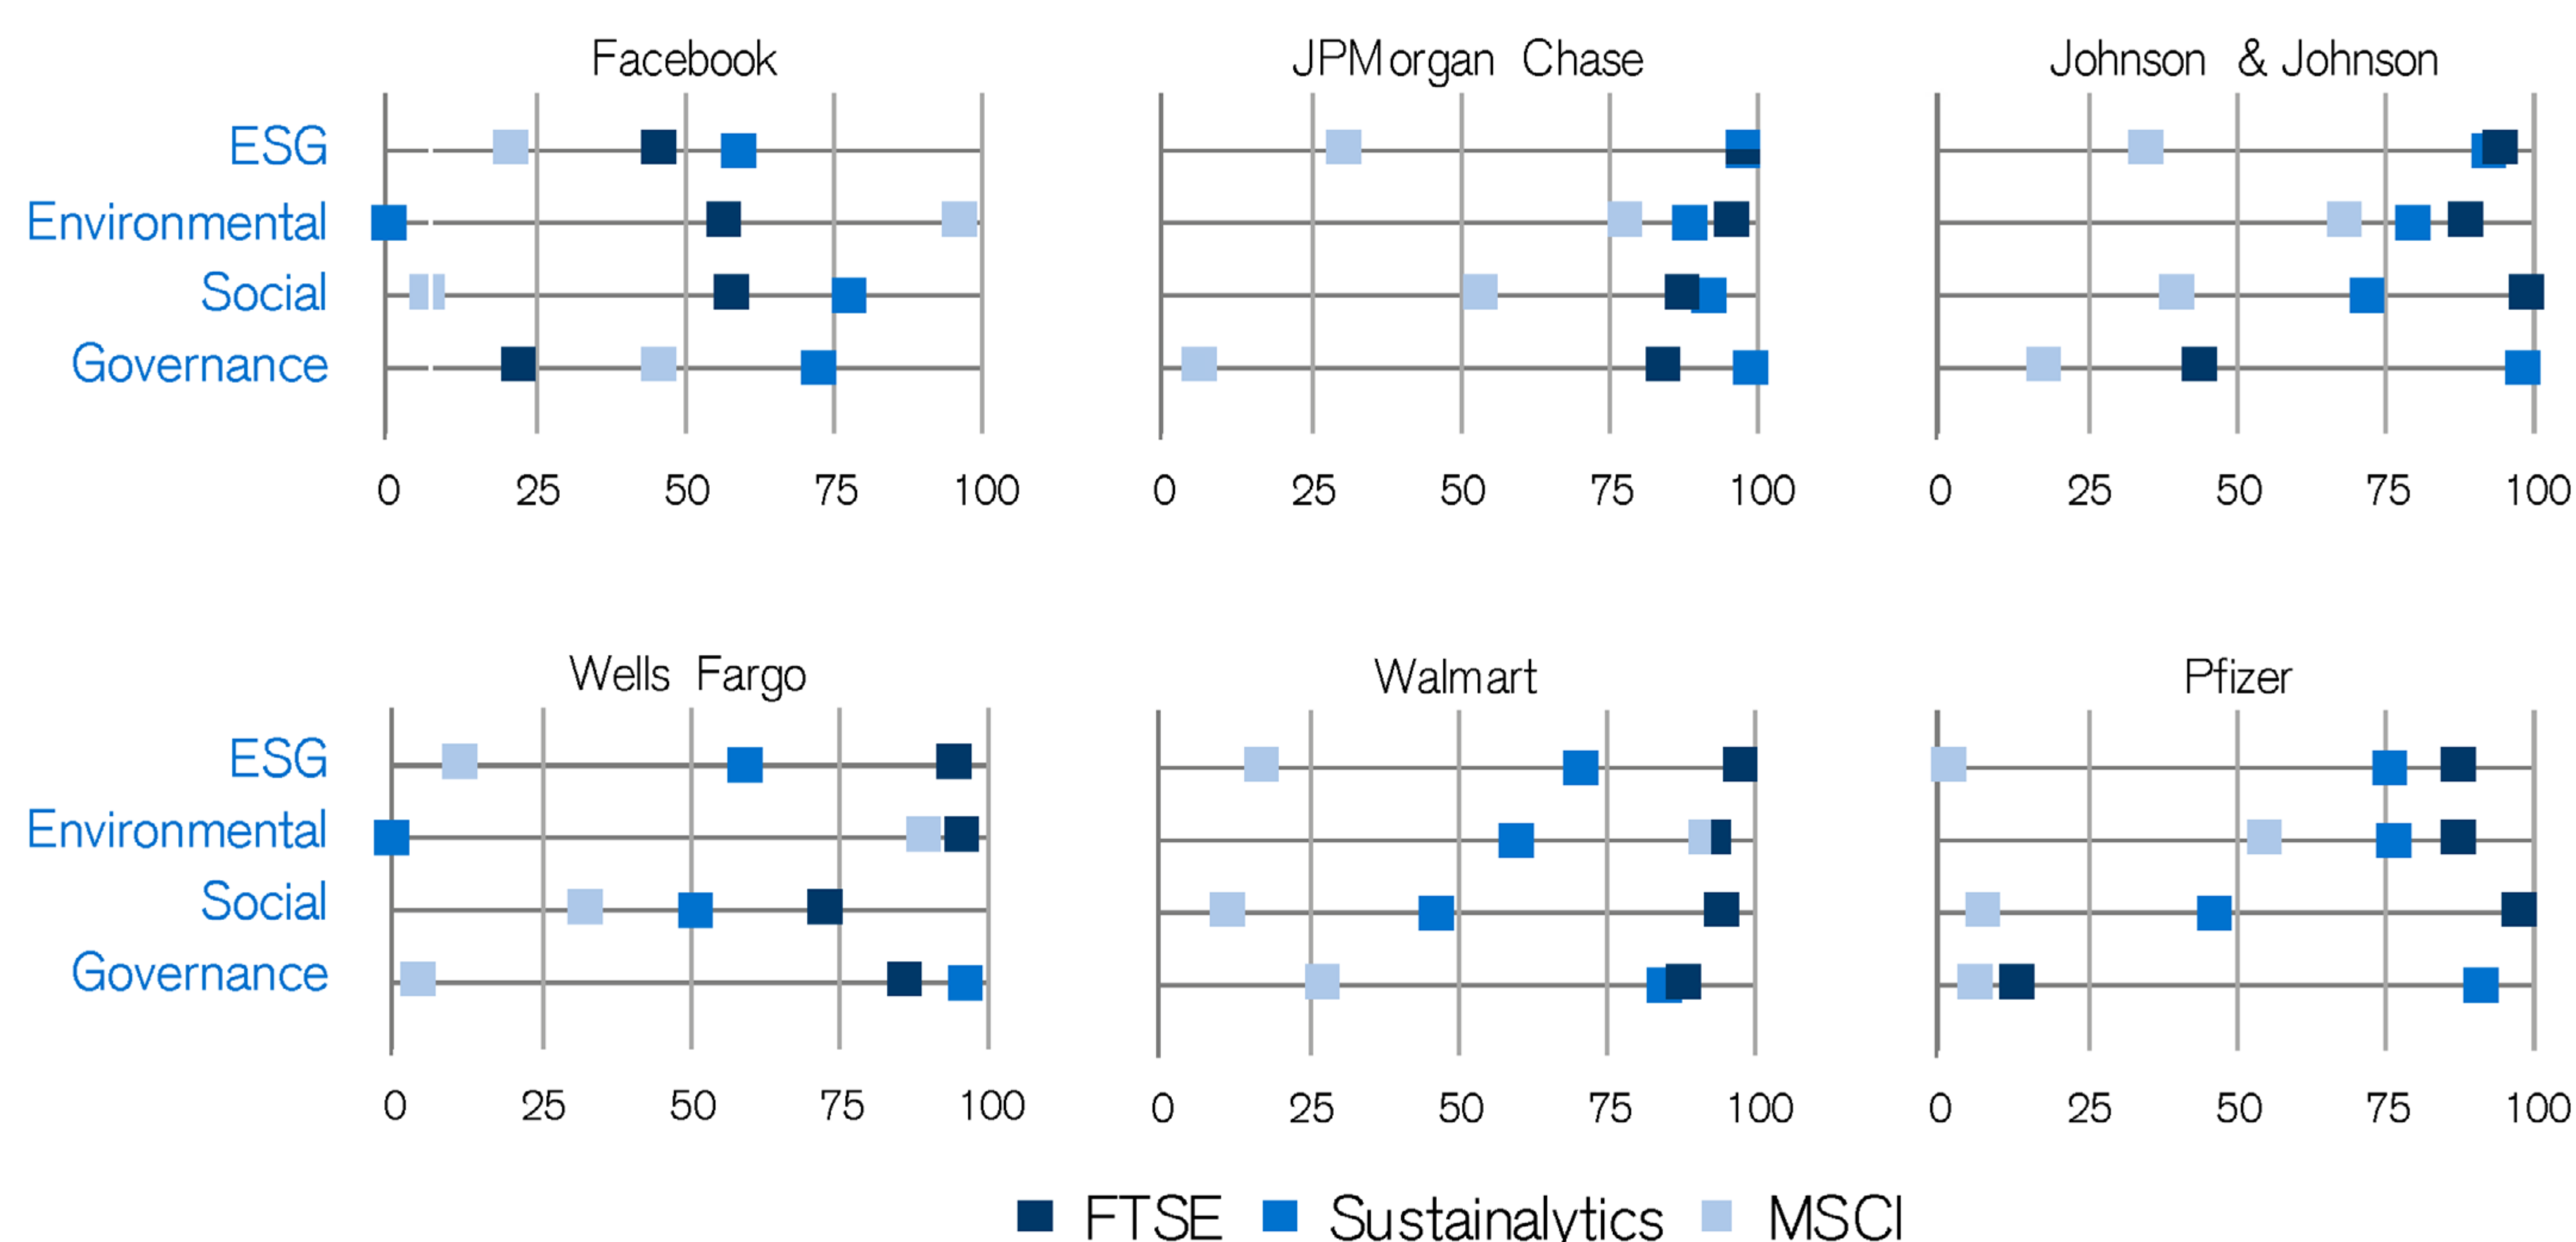 Facebook JPMorgan Chase Johnson & Johnson
ESG
Environmental
Social
Governance
0 25 50 75 100 0 25 50 75 100 0 25 50 75 100
Wells Fargo Walmart Pfizer
ESG
Environmental
Social
Governance
0 25 50 75 100 0 25 50 75 100 0 25 50 75 100
FTSE Sustainalytics MSCI